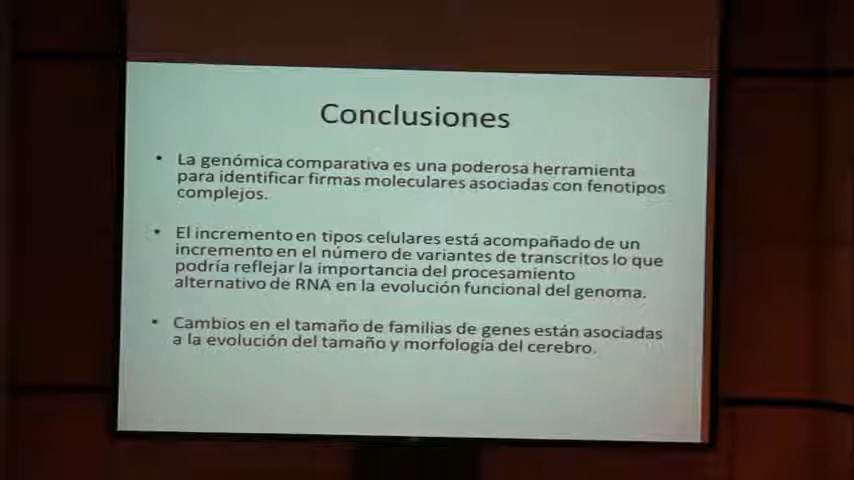 Conclusiones
• La genómica comparativa es una poderosa herramienta
para identificar firmas moleculares asociadas con fenotipos
complejos.
• El incremento en tipos celulares está acompañado de un
incremento en el número de variantes de transcritos lo que
podría reflejar la importancia del procesamiento
alternativo de RNA en la evolución funcional del genoma.
• Cambios en el tamaño de familias de genes están asociadas
a la evolución del tamaño y morfología del cerebro.